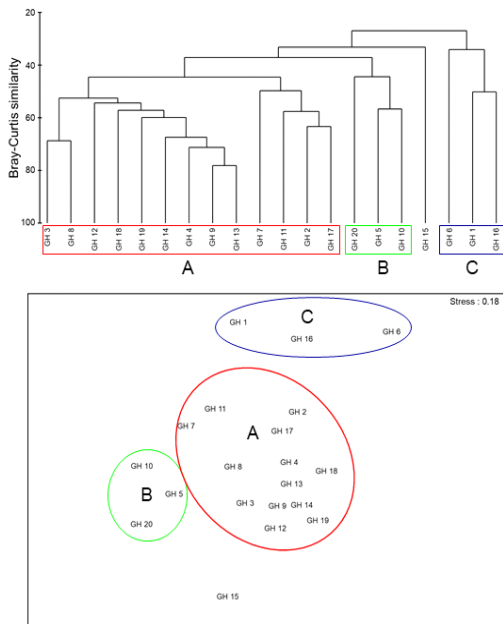 20
40
60
80
100
Bray-Curtis similarity
GH 3
GH 8
GH 12
GH 18
GH 19
GH 14
GH 4
GH 9
GH 13
GH 7
GH 11
GH 2
GH 17
GH 20
GH 5
GH 10
GH 15
GH 6
GH 1
GH 16
A
B
C
Stress : 0.18
GH 1
C
GH 16
GH 6
GH 11
GH 2
GH 7
GH 17
A
GH 8
GH 4
GH 18
GH 13
GH 10
GH 5
B
GH 3
GH 9
GH 14
GH 20
GH 12
GH 19
GH 15